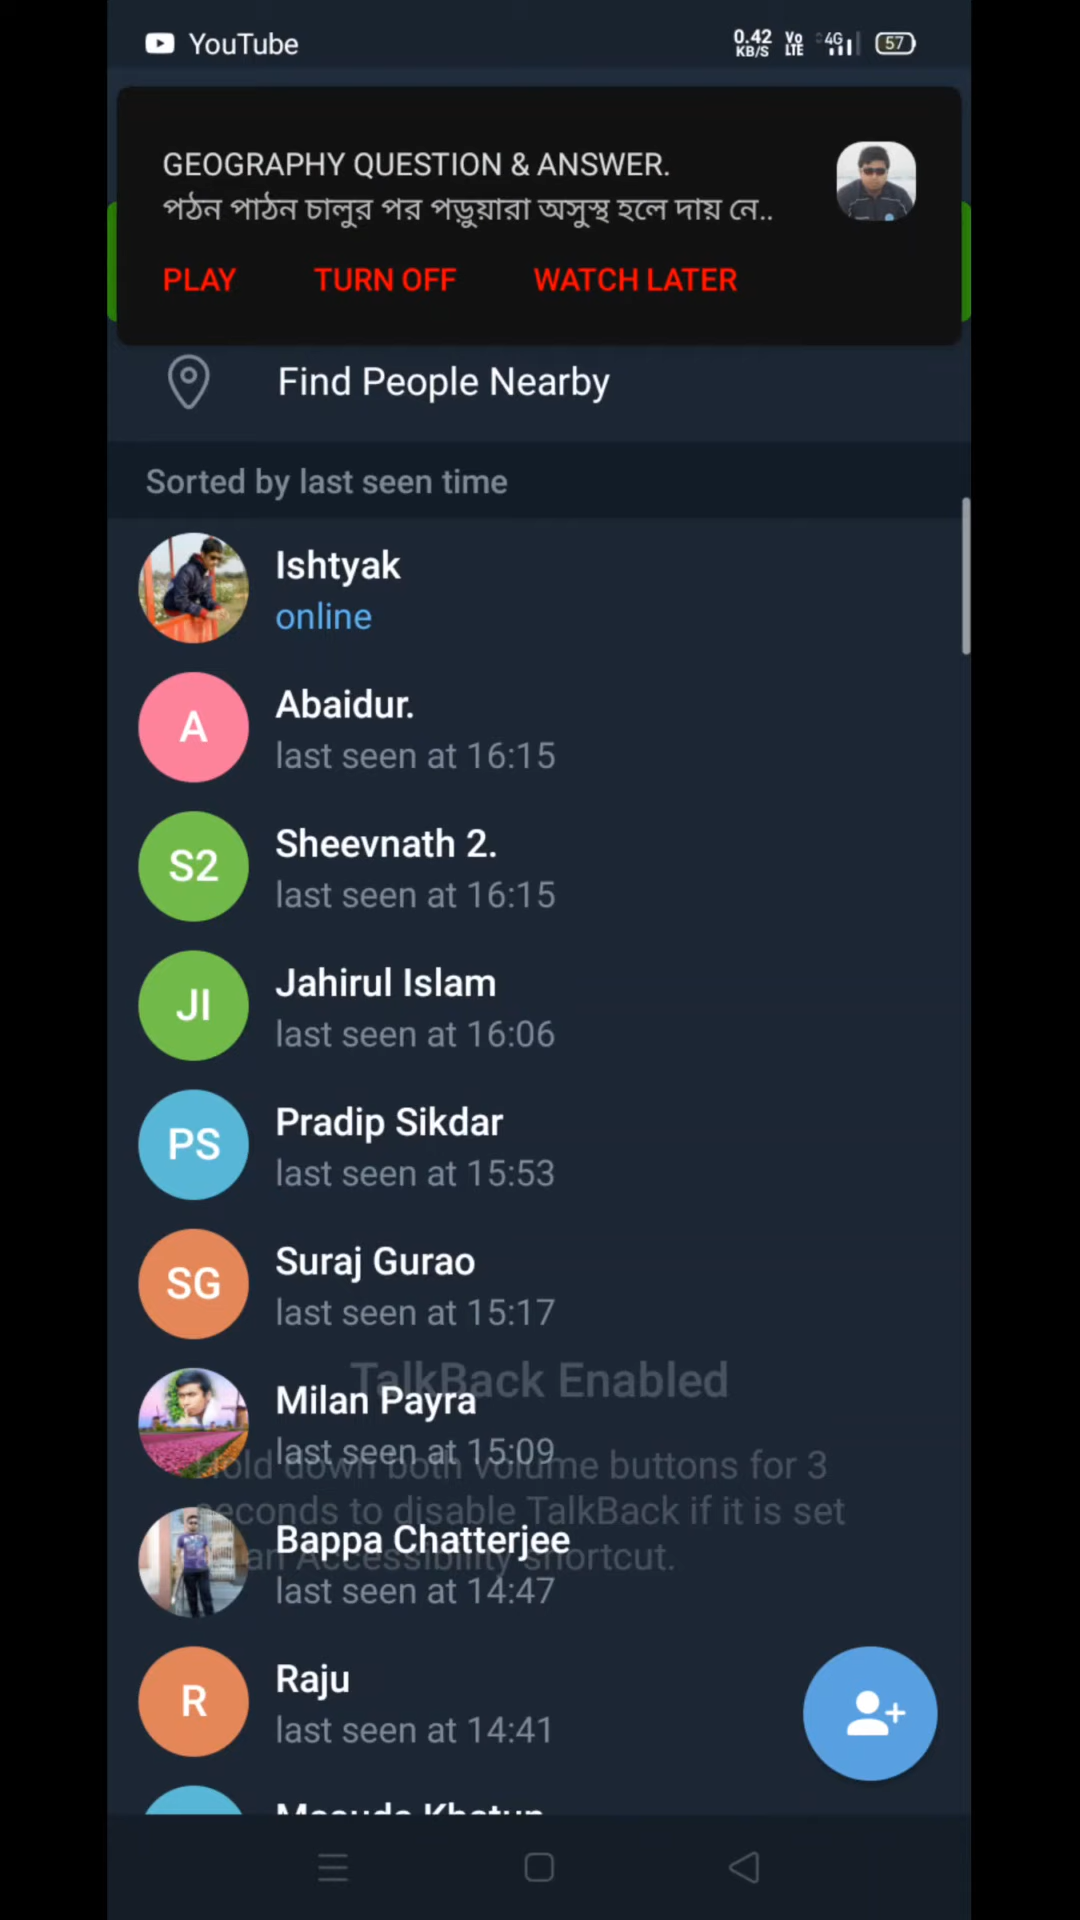 YouTube
0.42 KB/S Vo LTE 4G 57
GEOGRAPHY QUESTION & ANSWER.
পঠন পাঠন চালুর পর পড়ুয়ারা অসুস্থ হলে দায় নে..
PLAY TURN OFF WATCH LATER
Find People Nearby
Sorted by last seen time
Ishtyak
online
A
Abaidur.
last seen at 16:15
S2
Sheevnath 2.
last seen at 16:15
JI
Jahirul Islam
last seen at 16:06
PS
Pradip Sikdar
last seen at 15:53
SG
Suraj Gurao
last seen at 15:17
TalkBack Enabled
Milan Payra
last seen at 15:09
Hold down both volume buttons for 3
seconds to disable TalkBack if it is set
an Accessibility shortcut.
Bappa Chatterjee
last seen at 14:47
R
Raju
last seen at 14:41